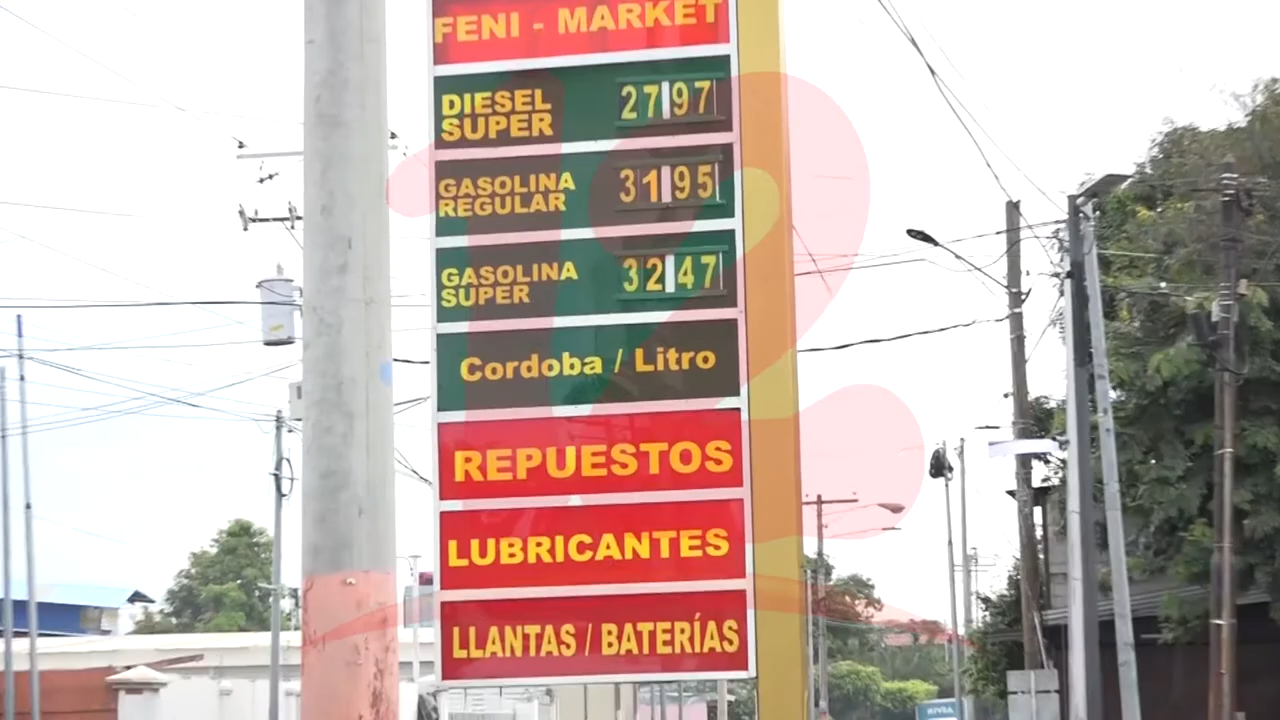 FENI - MARKET
DIESEL
SUPER
27 97
GASOLINA
REGULAR
31 95
GASOLINA
SUPER
32 47
Cordoba / Litro
REPUESTOS
LUBRICANTES
LLANTAS / BATERÍAS
12